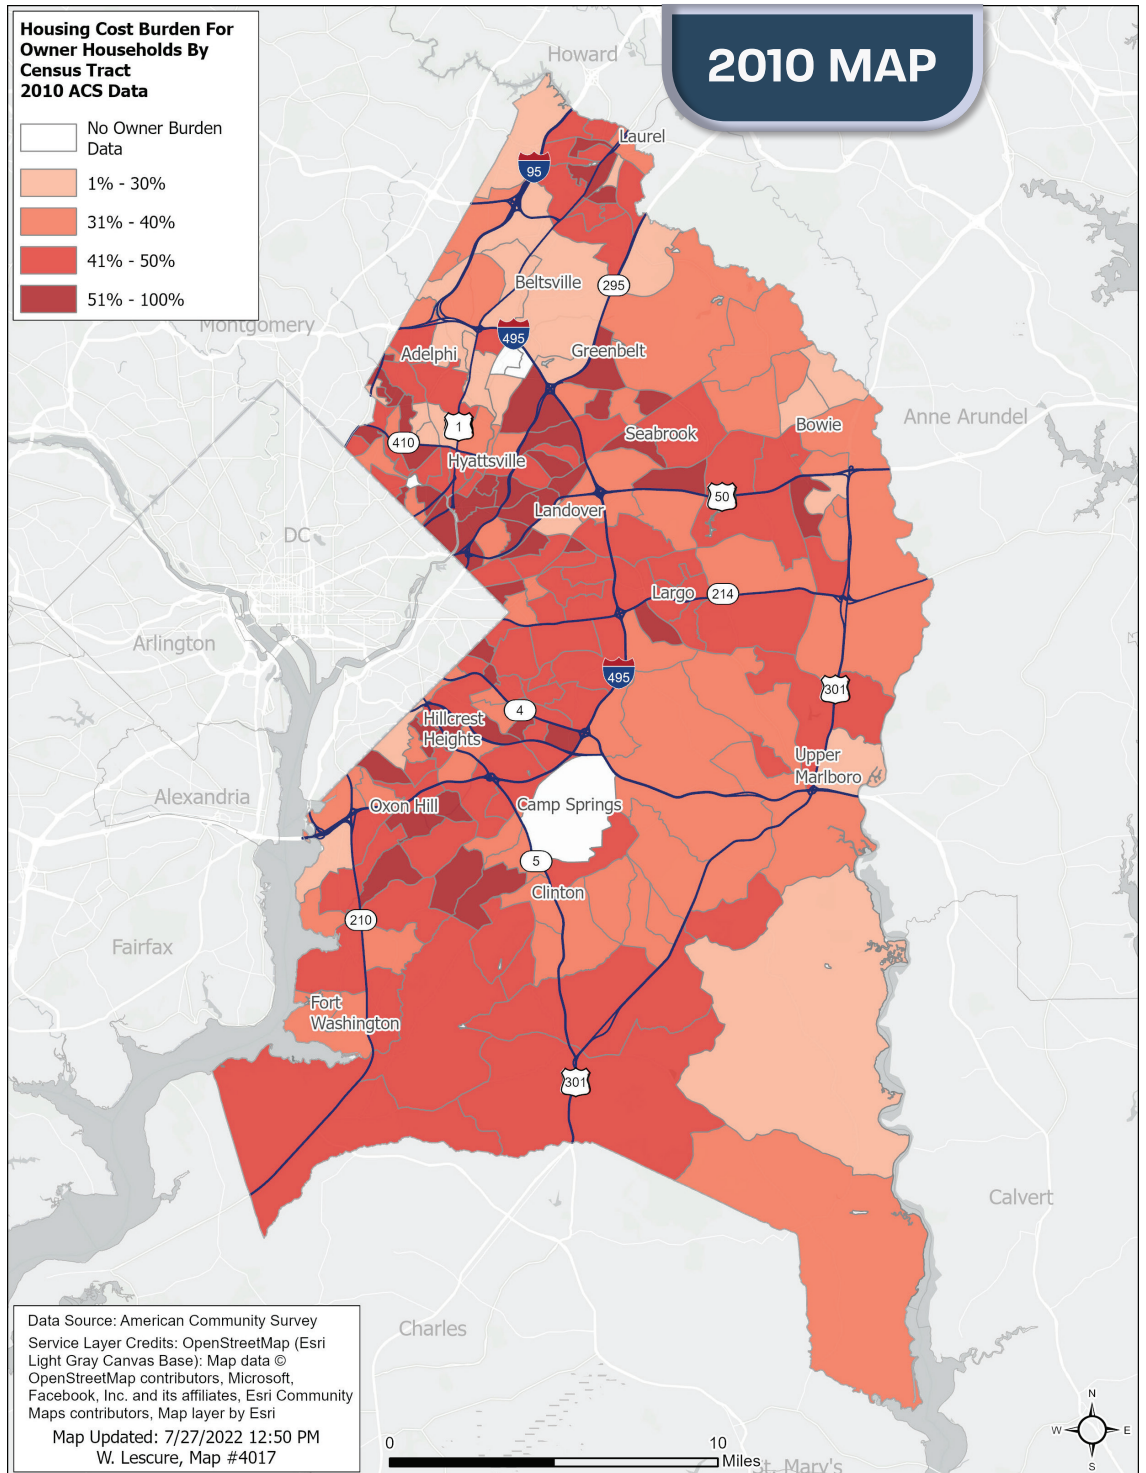 Housing Cost Burden For
Owner Households By
Census Tract
2010 ACS Data
No Owner Burden
Data
1% - 30%
31% - 40%
41% - 50%
51% - 100%
2010 MAP
Howard
Laurel
95
Beltsville
295
Montgomery
495
Adelphi
Greenbelt
Anne Arundel
Bowie
1
Seabrook
410
Hyattsville
50
Landover
DC
Largo
214
Arlington
495
301
4
Hillcrest
Heights
Upper
Marlboro
Alexandria
Oxon Hill
Camp Springs
5
Clinton
210
Fairfax
Fort
Washington
301
Calvert
Charles
St. Mary's
Data Source: American Community Survey
Service Layer Credits: OpenStreetMap (Esri
Light Gray Canvas Base): Map data ©
OpenStreetMap contributors, Microsoft,
Facebook, Inc. and its affiliates, Esri Community
Maps contributors, Map layer by Esri
Map Updated: 7/27/2022 12:50 PM
W. Lescure, Map #4017
0 10
Miles
N
W E
S